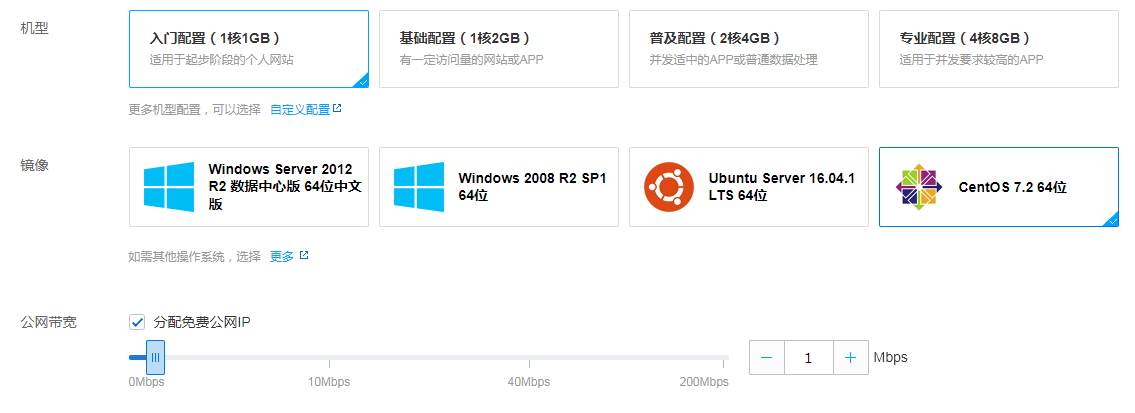 机型
入门配置（1核1GB）
适用于起步阶段的个人网站
基础配置（1核2GB）
有一定访问量的网站或APP
普及配置（2核4GB）
并发适中的APP或普通数据处理
专业配置（4核8GB）
适用于并发要求较高的APP
更多机型配置，可以选择 自定义配置
镜像
Windows Server 2012
R2 数据中心版 64位中文
版
Windows 2008 R2 SP1
64位
Ubuntu Server 16.04.1
LTS 64位
CentOS 7.2 64位
如需其他操作系统，选择 更多
公网带宽
分配免费公网IP
0Mbps
10Mbps
40Mbps
200Mbps
1
Mbps